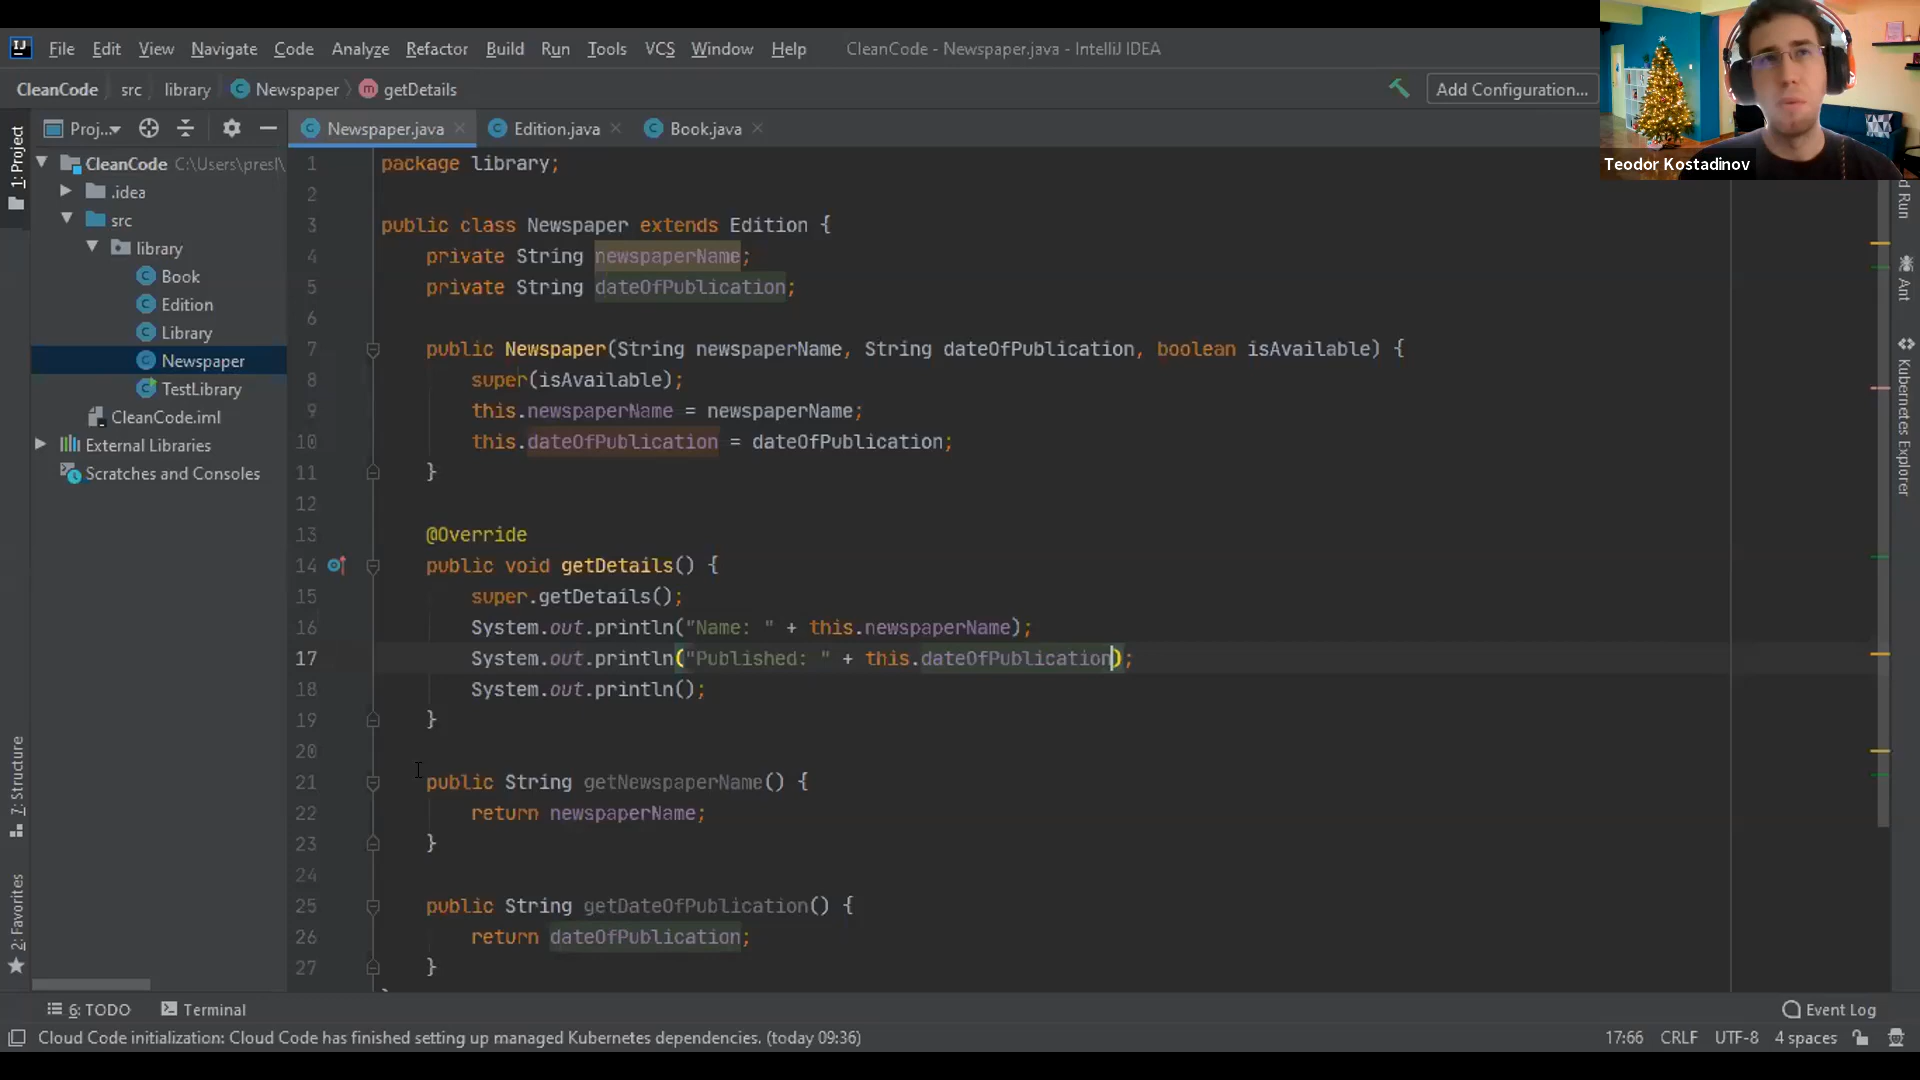 File Edit View Navigate Code Analyze Refactor Build Run Tools VCS Window Help CleanCode - Newspaper.java - IntelliJ IDEA
CleanCode src library Newspaper getDetails Add Configuration...
Teodor Kostadinov
1: Project
Proj... Newspaper.java Edition.java Book.java
CleanCode C:\Users\presl\
.idea
src
library
Book
Edition
Library
Newspaper
TestLibrary
CleanCode.iml
External Libraries
Scratches and Consoles
1 package library;
2
3 public class Newspaper extends Edition {
4 private String newspaperName;
5 private String dateOfPublication;
6
7 public Newspaper(String newspaperName, String dateOfPublication, boolean isAvailable) {
8 super(isAvailable);
9 this.newspaperName = newspaperName;
10 this.dateOfPublication = dateOfPublication;
11 }
12
13 @Override
14 public void getDetails() {
15 super.getDetails();
16 System.out.println("Name: " + this.newspaperName);
17 System.out.println("Published: " + this.dateOfPublication);
18 System.out.println();
19 }
20
21 public String getNewspaperName() {
22 return newspaperName;
23 }
24
25 public String getDateOfPublication() {
26 return dateOfPublication;
27 }
7: Structure
2: Favorites
d Run
Ant
Kubernetes Explorer
6: TODO Terminal Event Log
Cloud Code initialization: Cloud Code has finished setting up managed Kubernetes dependencies. (today 09:36) 17:66 CRLF UTF-8 4 spaces